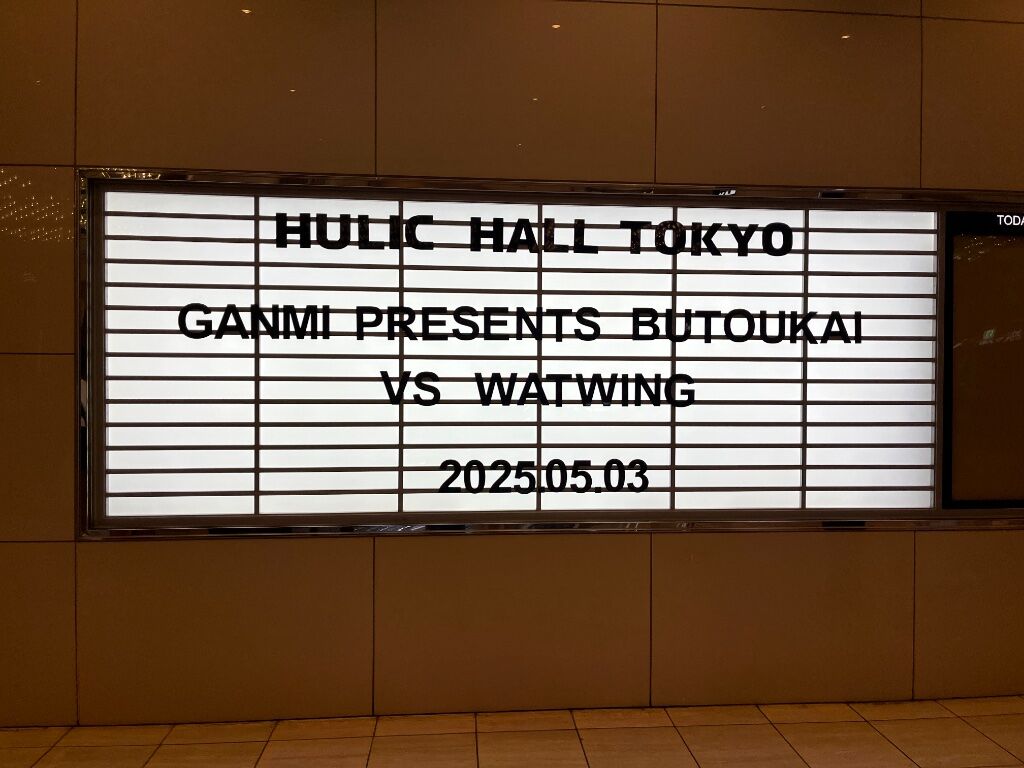 HULIC HALL TOKYO
GANMI PRESENTS BUTOUKAI
VS WATWING
2025.05.03